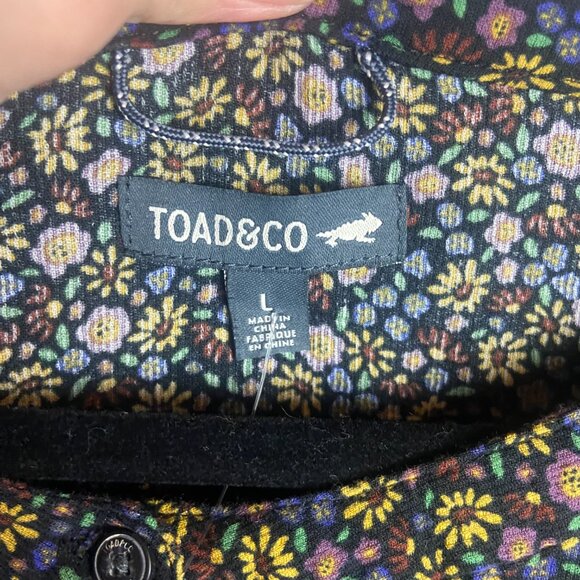 TOAD&CO
L
MADE IN
CHINA
FABRIQUE
EN CHINE